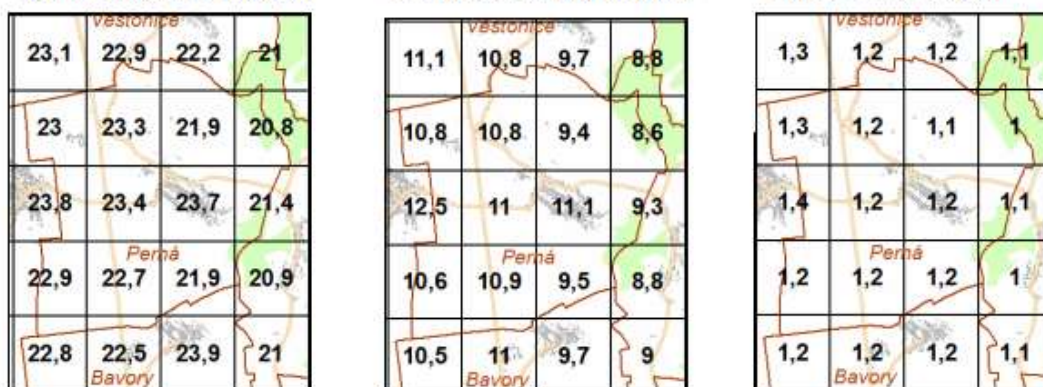 Věstonice
23,1 22,9 22,2 21
23 23,3 21,9 20,8
23,8 23,4 23,7 21,4
Perná
22,9 22,7 21,9 20,9
22,8 22,5 23,9 21
Bavory
Věstonice
11,1 10,8 9,7 8,8
10,8 10,8 9,4 8,6
12,5 11 11,1 9,3
Perná
10,6 10,9 9,5 8,8
10,5 11 9,7 9
Bavory
Věstonice
1,3 1,2 1,2 1,1
1,3 1,2 1,1 1
1,4 1,2 1,2 1,1
Perná
1,2 1,2 1,2 1
1,2 1,2 1,2 1,1
Bavory